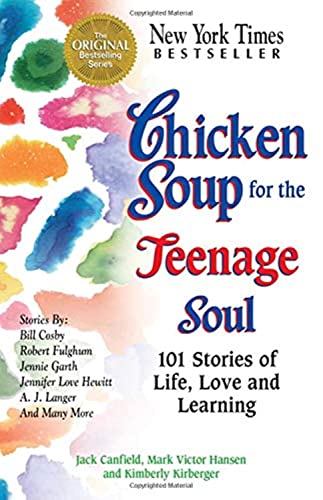 The
ORIGINAL
Bestselling
Series
New York Times
BESTSELLER
Chicken
Soup for the
Teenage
Soul
101 Stories of
Life, Love and
Learning
Stories By:
Bill Cosby
Robert Fulghum
Jennie Garth
Jennifer Love Hewitt
A. J. Langer
And Many More
Jack Canfield, Mark Victor Hansen
and Kimberly Kirberger